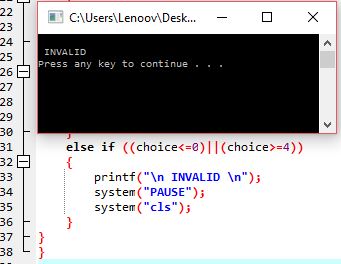 22
C:\Users\Lenoov\Desk...
23
24
INVALID
25
Press any key to continue . . .
26
27
28
29
30 }
31 else if ((choice<=0)||(choice>=4))
32 {
33 printf("\n INVALID \n");
34 system("PAUSE");
35 system("cls");
36 }
37 }
38 }